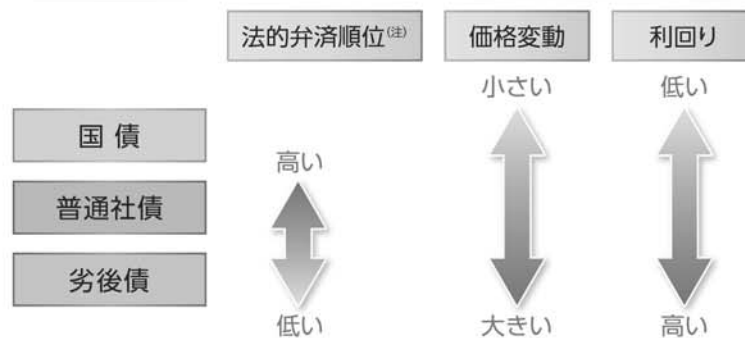 法的弁済順位(注)
価格変動
利回り
小さい
低い
国債
高い
普通社債
劣後債
低い
大きい
高い